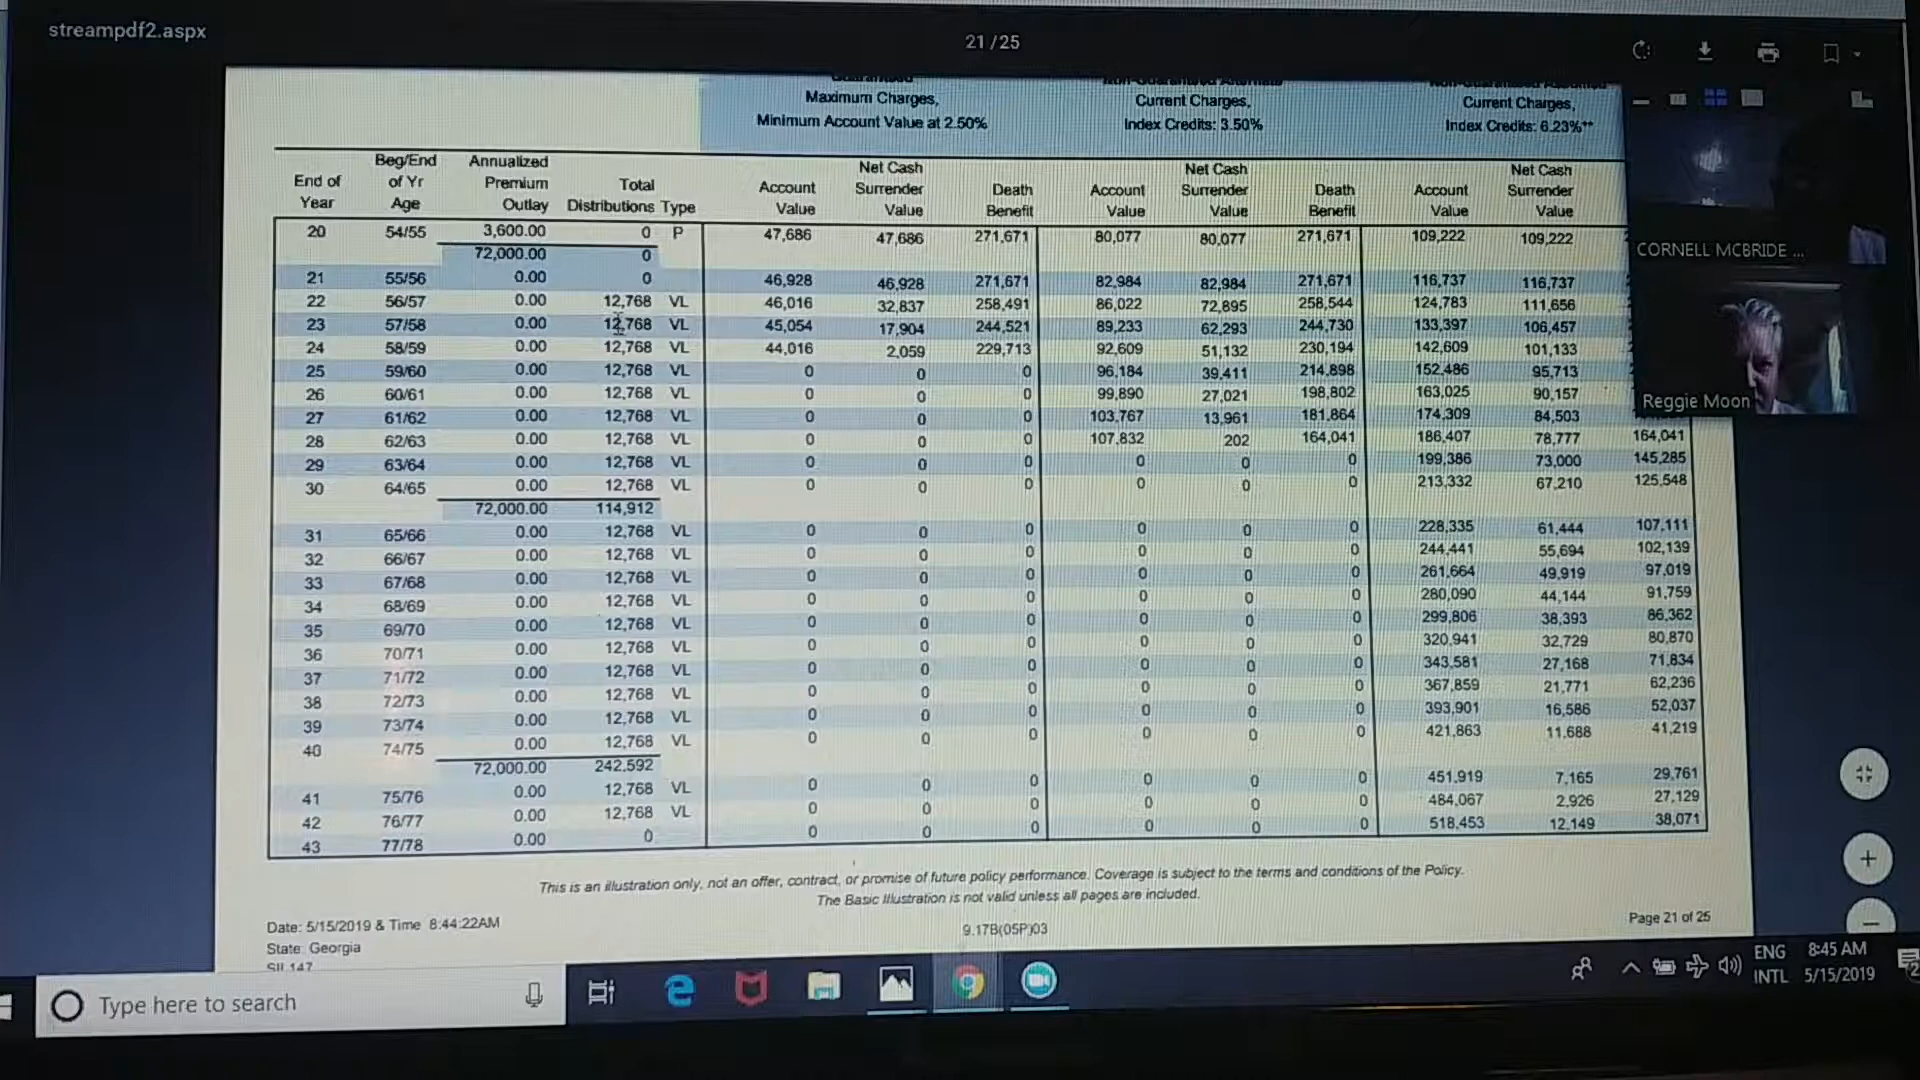 streampdf2.aspx
21 / 25
Maximum Charges,
Minimum Account Value at 2.50%
Current Charges,
Index Credits: 3.50%
Current Charges,
Index Credits: 6.23%**
End of Year Beg/End of Yr Age Annualized Premium Outlay Total Distributions Type Account Value Net Cash Surrender Value Death Benefit Account Value Net Cash Surrender Value Death Benefit Account Value Net Cash Surrender Value
20 54/55 3,600.00 0 P 47,686 47,686 271,671 80,077 80,077 271,671 109,222 109,222
72,000.00 0
21 55/56 0.00 0 46,928 46,928 271,671 82,984 82,984 271,671 116,737 116,737
22 56/57 0.00 12,768 VL 46,016 32,837 258,491 86,022 72,895 258,544 124,783 111,656
23 57/58 0.00 12,768 VL 45,054 17,904 244,521 89,233 62,293 244,730 133,397 106,457
24 58/59 0.00 12,768 VL 44,016 2,059 229,713 92,609 51,132 230,194 142,609 101,133
25 59/60 0.00 12,768 VL 0 0 0 96,184 39,411 214,898 152,486 95,713
26 60/61 0.00 12,768 VL 0 0 0 99,890 27,021 198,802 163,025 90,157
27 61/62 0.00 12,768 VL 0 0 0 103,767 13,961 181,864 174,309 84,503
28 62/63 0.00 12,768 VL 0 0 0 107,832 202 164,041 186,407 78,777 164,041
29 63/64 0.00 12,768 VL 0 0 0 0 0 0 199,386 73,000 145,285
30 64/65 0.00 12,768 VL 0 0 0 0 0 0 213,332 67,210 125,548
72,000.00 114,912
31 65/66 0.00 12,768 VL 0 0 0 0 0 0 228,335 61,444 107,111
32 66/67 0.00 12,768 VL 0 0 0 0 0 0 244,441 55,694 102,139
33 67/68 0.00 12,768 VL 0 0 0 0 0 0 261,664 49,919 97,019
34 68/69 0.00 12,768 VL 0 0 0 0 0 0 280,090 44,144 91,759
35 69/70 0.00 12,768 VL 0 0 0 0 0 0 299,806 38,393 86,362
36 70/71 0.00 12,768 VL 0 0 0 0 0 0 320,941 32,729 80,870
37 71/72 0.00 12,768 VL 0 0 0 0 0 0 343,581 27,168 71,834
38 72/73 0.00 12,768 VL 0 0 0 0 0 0 367,859 21,771 62,236
39 73/74 0.00 12,768 VL 0 0 0 0 0 0 393,901 16,586 52,037
40 74/75 0.00 12,768 VL 0 0 0 0 0 0 421,863 11,688 41,219
72,000.00 242,592
41 75/76 0.00 12,768 VL 0 0 0 0 0 0 451,919 7,165 29,761
42 76/77 0.00 12,768 VL 0 0 0 0 0 0 484,067 2,926 27,129
43 77/78 0.00 0 0 0 0 0 0 0 518,453 12,149 38,071
This is an illustration only, not an offer, contract, or promise of future policy performance. Coverage is subject to the terms and conditions of the Policy.
The Basic Illustration is not valid unless all pages are included.
Date: 5/15/2019 & Time 8:44:22AM
State: Georgia
9.17B(05P)03
Page 21 of 25
CORNELL MCBRIDE ...
Reggie Moon
Type here to search
ENG
INTL
8:45 AM
5/15/2019